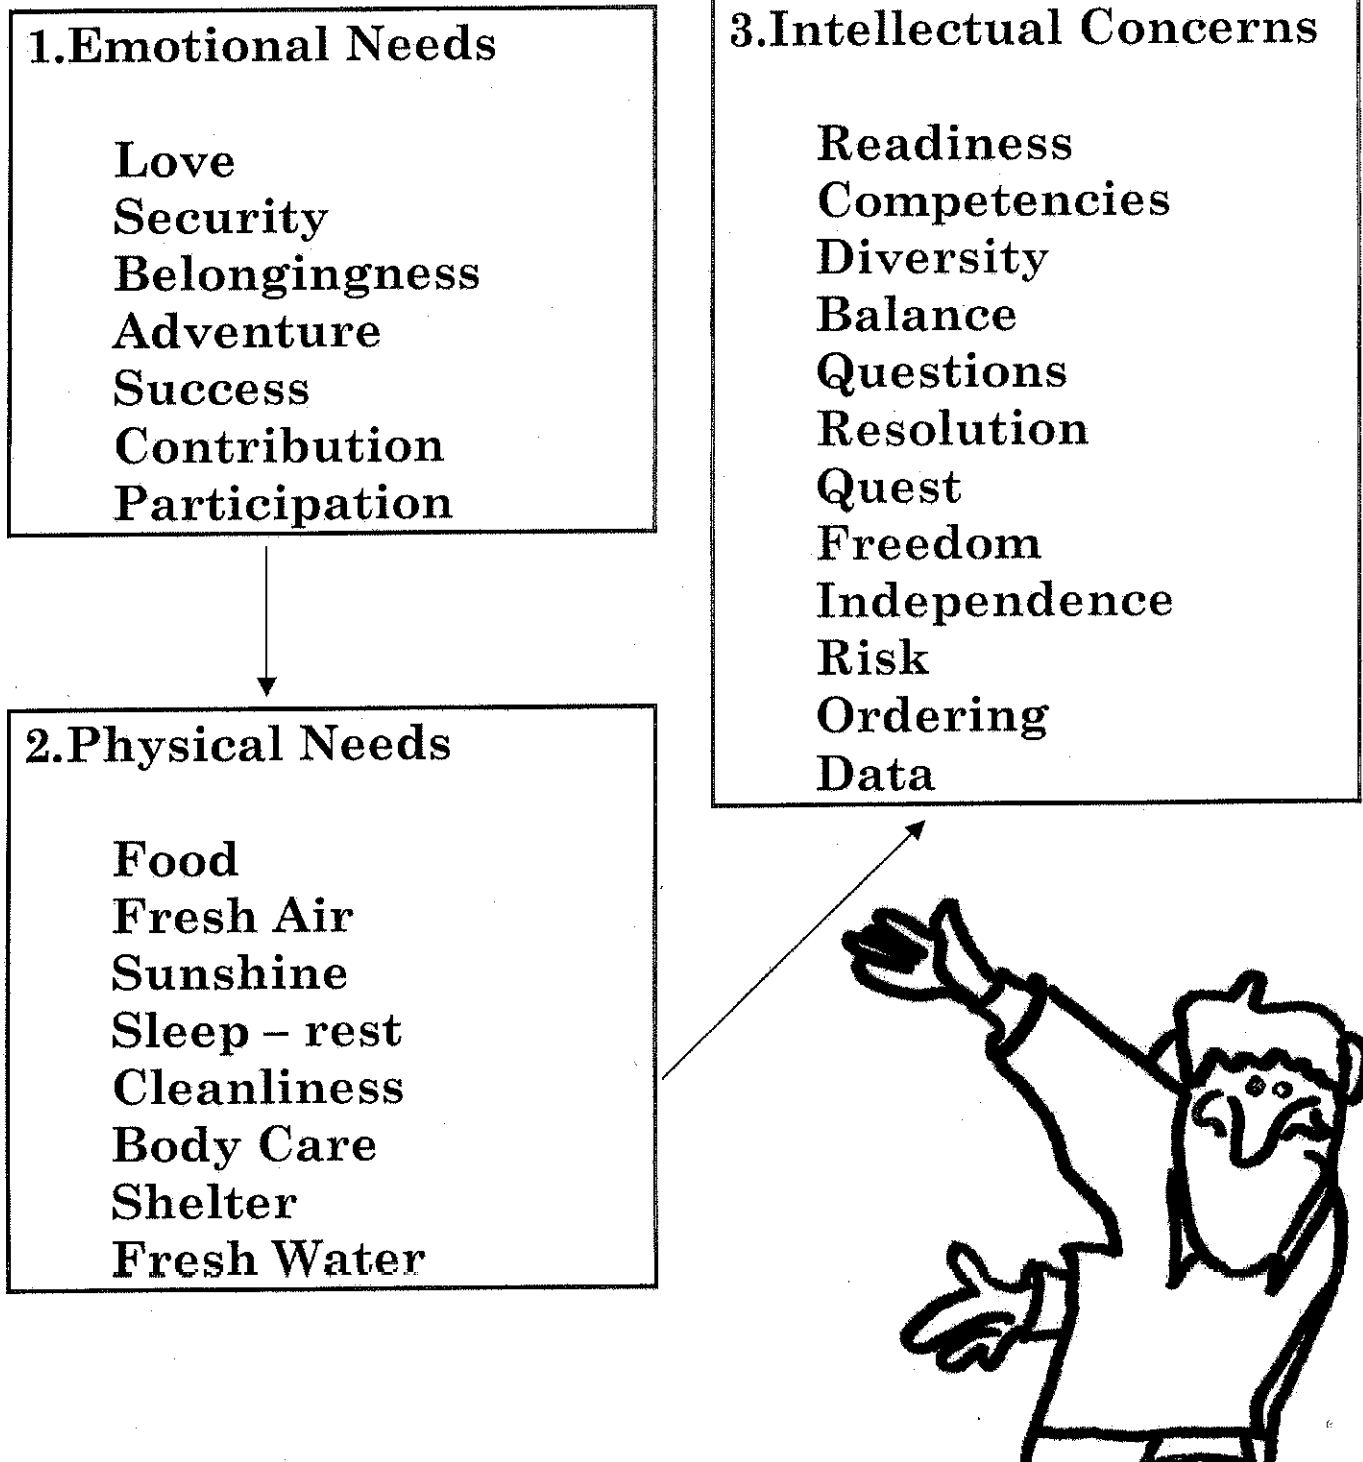 1.Emotional Needs
Love
Security
Belongingness
Adventure
Success
Contribution
Participation
2.Physical Needs
Food
Fresh Air
Sunshine
Sleep – rest
Cleanliness
Body Care
Shelter
Fresh Water
3.Intellectual Concerns
Readiness
Competencies
Diversity
Balance
Questions
Resolution
Quest
Freedom
Independence
Risk
Ordering
Data